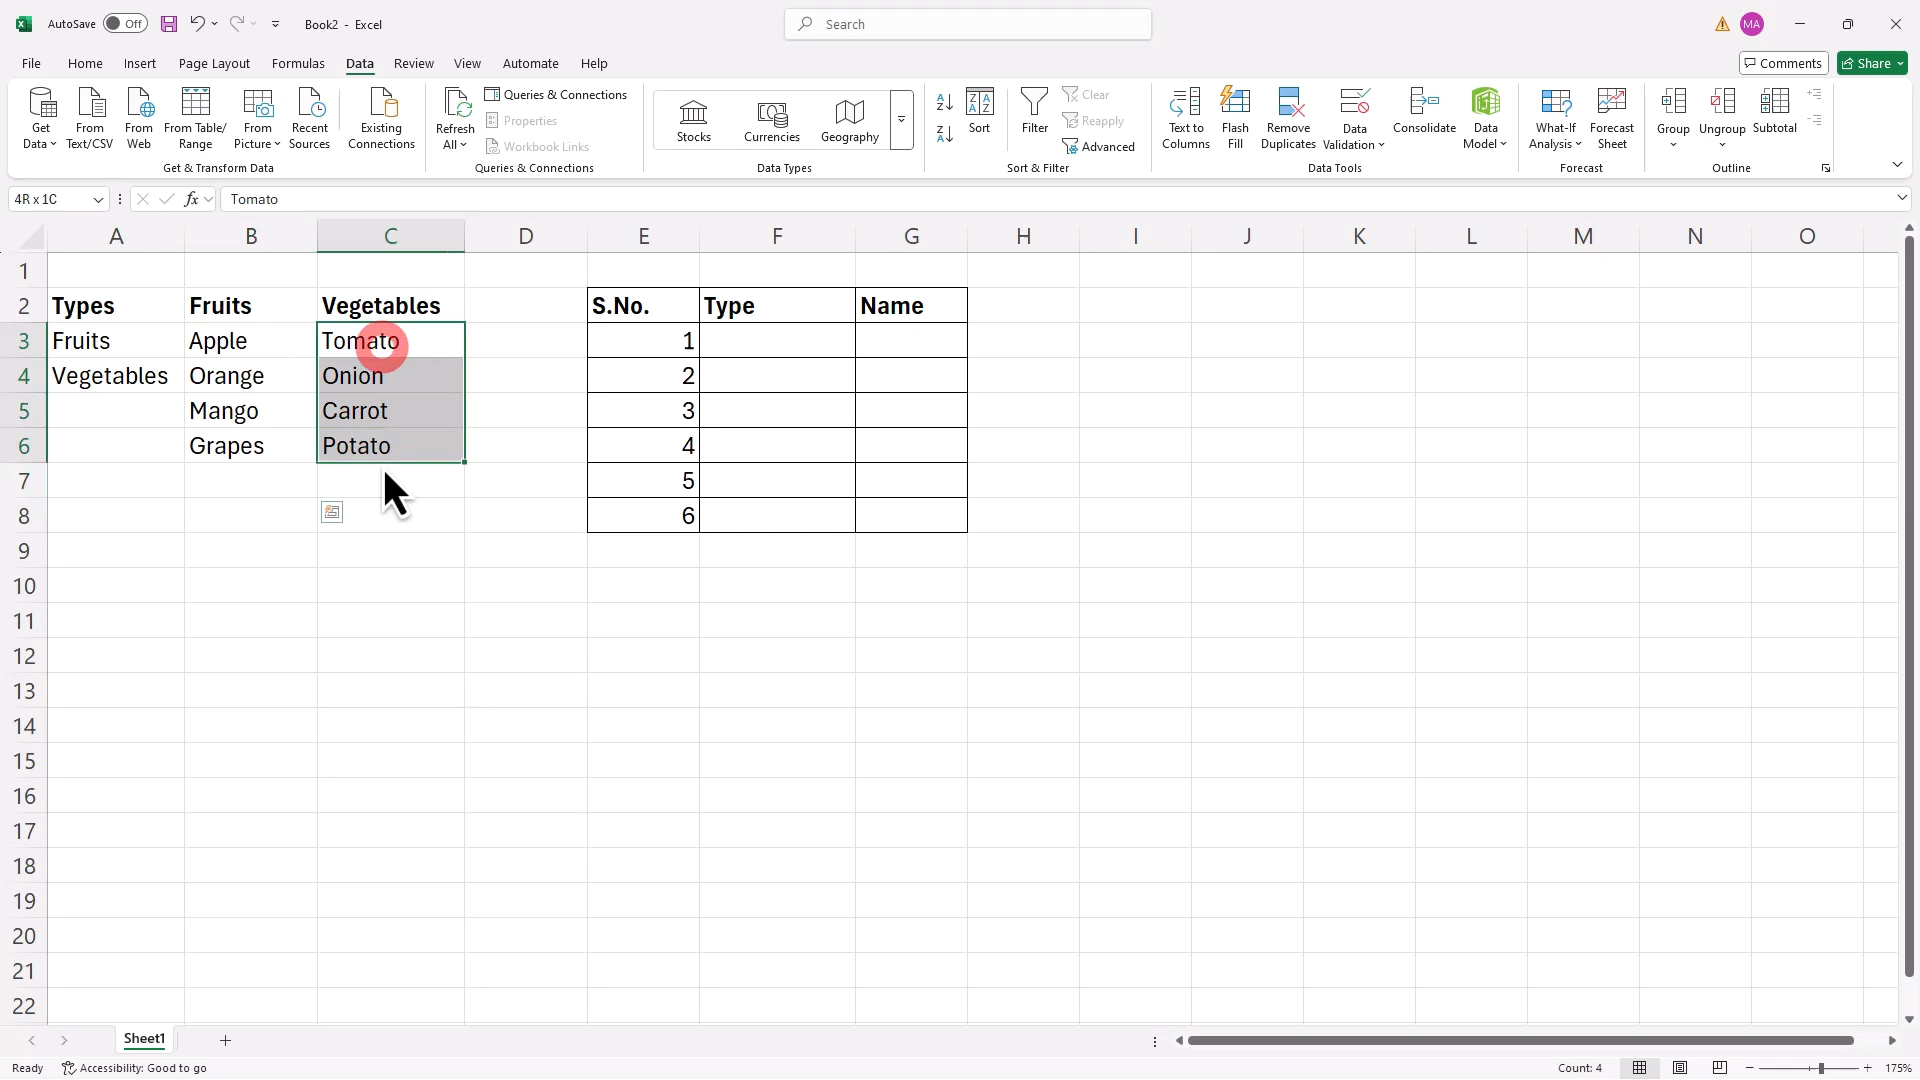 AutoSave Off Book2 - Excel Search MA
File Home Insert Page Layout Formulas Data Review View Automate Help Comments Share
Get Data From Text/CSV From Web From Table/ Range From Picture Recent Sources Existing Connections
Get & Transform Data
Refresh All Queries & Connections
Properties
Workbook Links
Queries & Connections
Stocks Currencies Geography
Data Types
Sort Filter Clear
Reapply
Advanced
Sort & Filter
Text to Columns Flash Fill Remove Duplicates Data Validation Consolidate Data Model
Data Tools
What-If Analysis Forecast Sheet
Forecast
Group Ungroup Subtotal
Outline
4R x 1C fx Tomato
A B C D E F G H I J K L M N O
1
2 Types Fruits Vegetables S.No. Type Name
3 Fruits Apple Tomato 1
4 Vegetables Orange Onion 2
5 Mango Carrot 3
6 Grapes Potato 4
7 5
8 6
9
10
11
12
13
14
15
16
17
18
19
20
21
22
Sheet1
Ready Accessibility: Good to go Count: 4 175%